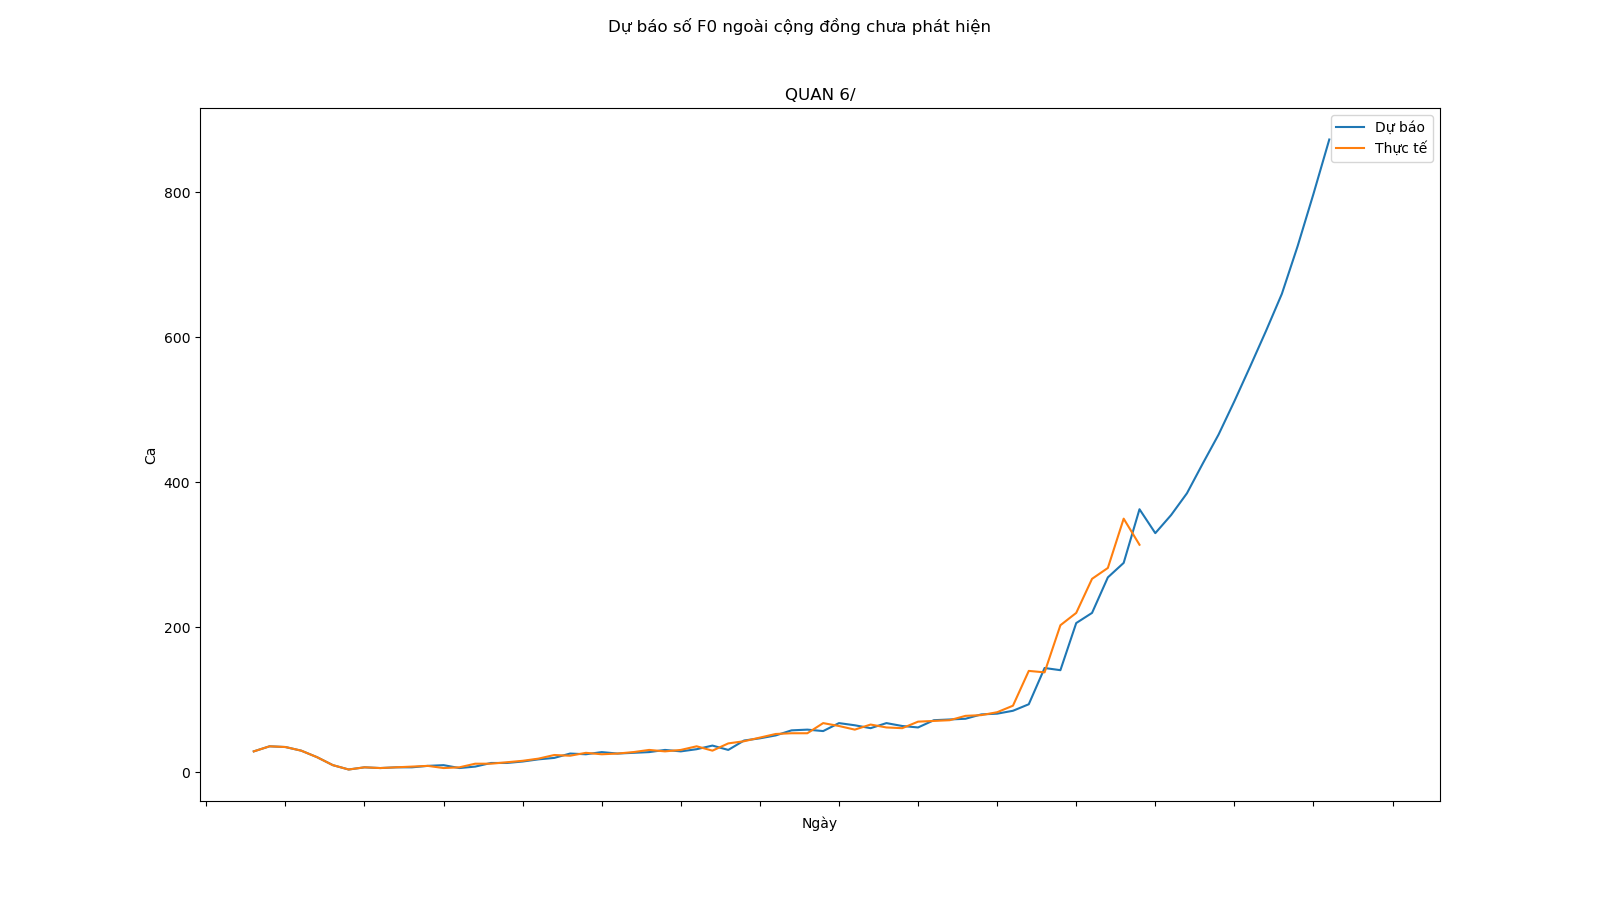 Dự báo số F0 ngoài cộng đồng chưa phát hiện
QUAN 6/
Dự báo
Thực tế
800
600
400
200
0
Ca
Ngày